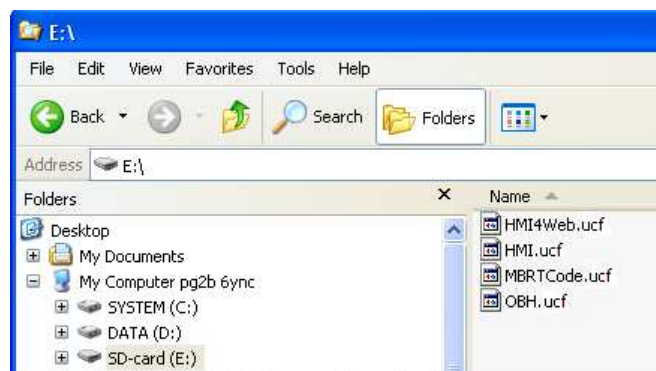 E:\
File Edit View Favorites Tools Help
Back Search Folders
Address E:\
Folders X Name
Desktop
My Documents
My Computer pg2b 6ync
SYSTEM (C:)
DATA (D:)
SD-card (E:)
HMI4Web.ucf
HMI.ucf
MBRTCode.ucf
OBH.ucf